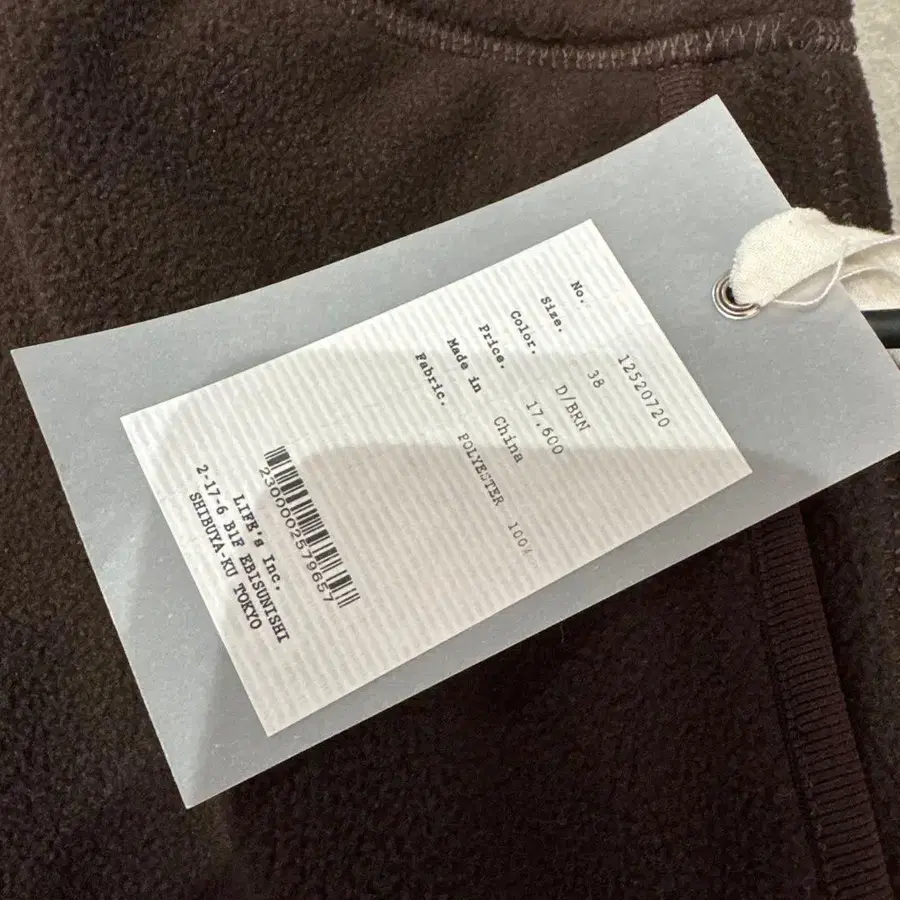 No. 12520720
Size. 38
Color. D/BRN
Price. 17,600
Made in China
Fabric. POLYESTER 100%
2300002579657
LIFE's Inc.
2-17-6 B1F EBISUNISHI
SHIBUYA-KU TOKYO